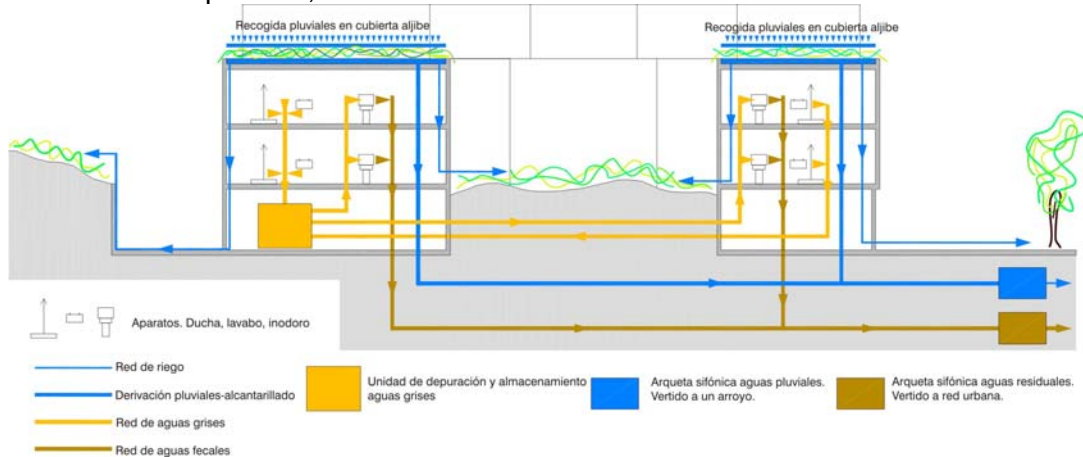 Recogida pluviales en cubierta aljibe
Recogida pluviales en cubierta aljibe
Aparatos. Ducha, lavabo, inodoro
Red de riego
Derivación pluviales-alcantarillado
Red de aguas grises
Red de aguas fecales
Unidad de depuración y almacenamiento
aguas grises
Arqueta sifónica aguas pluviales.
Vertido a un arroyo.
Arqueta sifónica aguas residuales.
Vertido a red urbana.